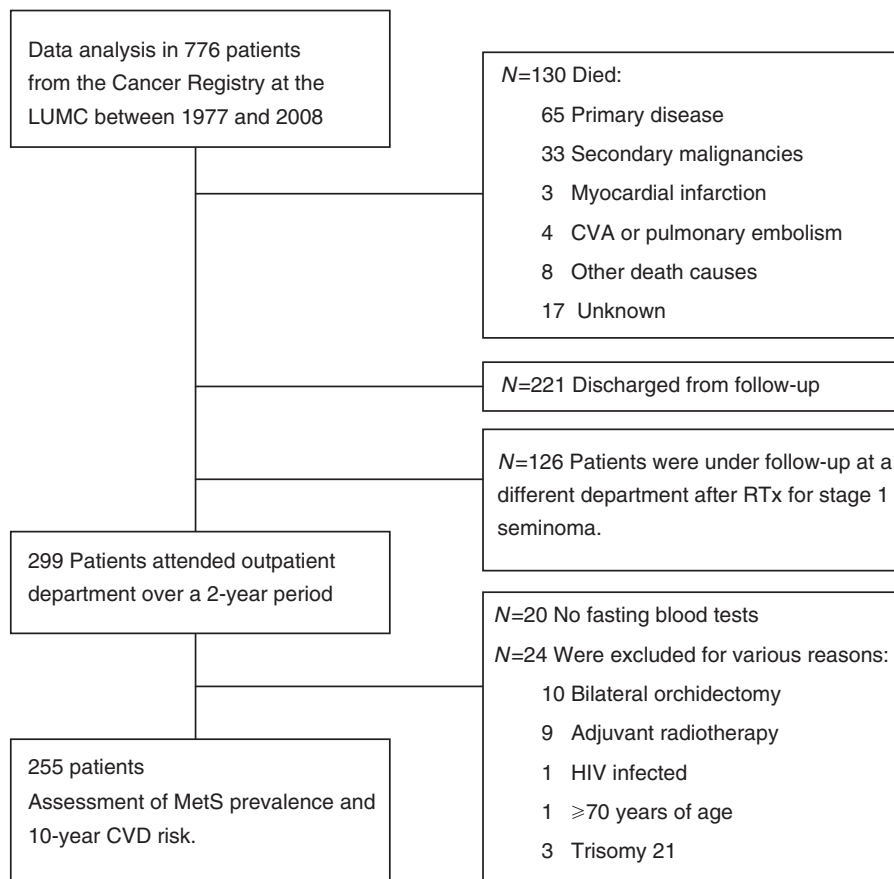 Data analysis in 776 patients
from the Cancer Registry at the
LUMC between 1977 and 2008
N=130 Died:
65 Primary disease
33 Secondary malignancies
3 Myocardial infarction
4 CVA or pulmonary embolism
8 Other death causes
17 Unknown
N=221 Discharged from follow-up
N=126 Patients were under follow-up at a
different department after RTx for stage 1
seminoma.
299 Patients attended outpatient
department over a 2-year period
N=20 No fasting blood tests
N=24 Were excluded for various reasons:
10 Bilateral orchidectomy
9 Adjuvant radiotherapy
1 HIV infected
1 ⩾70 years of age
3 Trisomy 21
255 patients
Assessment of MetS prevalence and
10-year CVD risk.